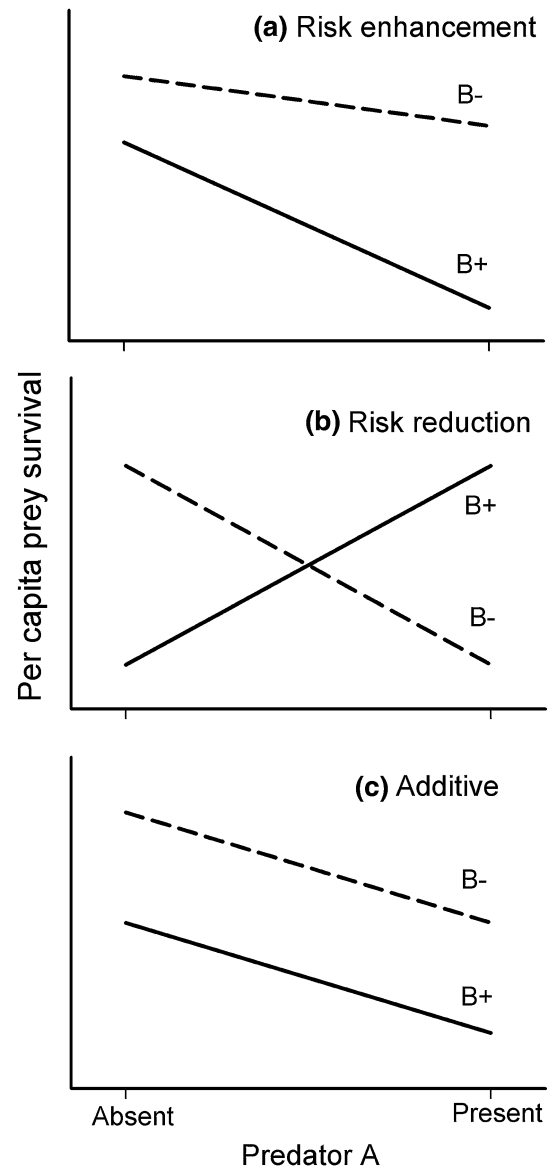 (a) Risk enhancement
B-
B+
Per capita prey survival
(b) Risk reduction
B+
B-
(c) Additive
B-
B+
Absent
Present
Predator A